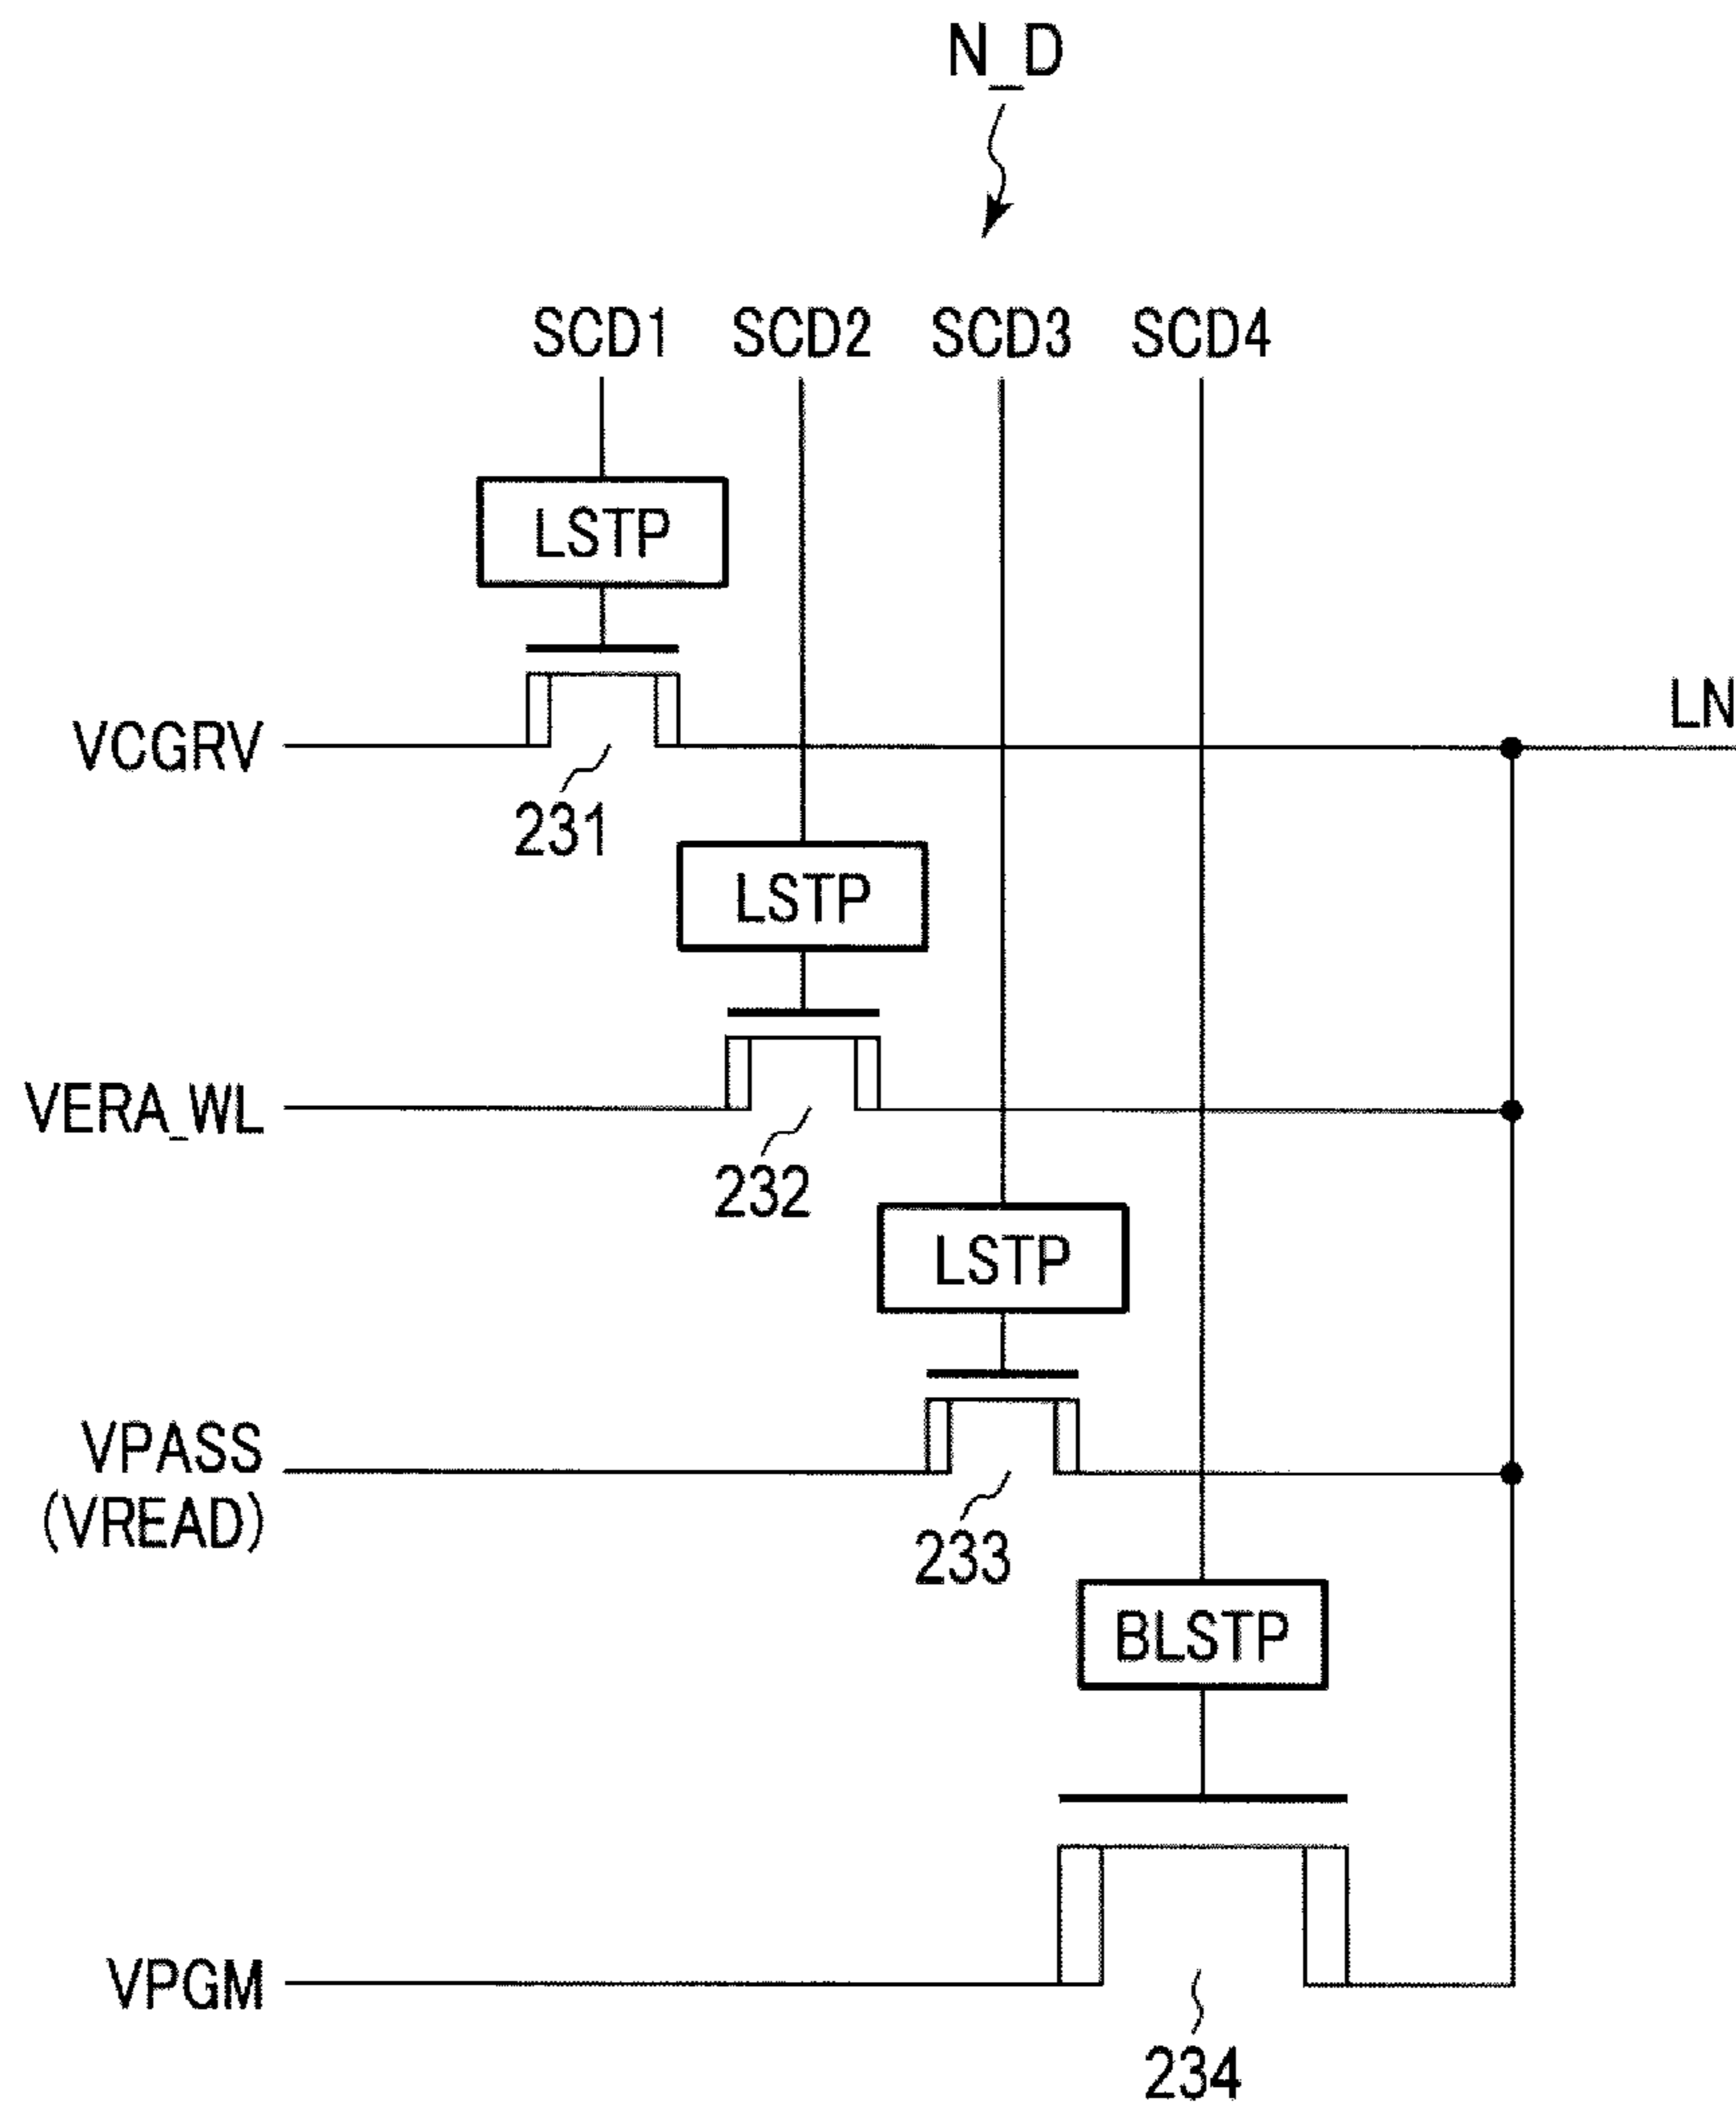 N_D
SCD1 SCD2 SCD3 SCD4
LSTP
LN
VCGRV
231
LSTP
VERA_WL
232
LSTP
VPASS
(VREAD)
233
BLSTP
VPGM
234